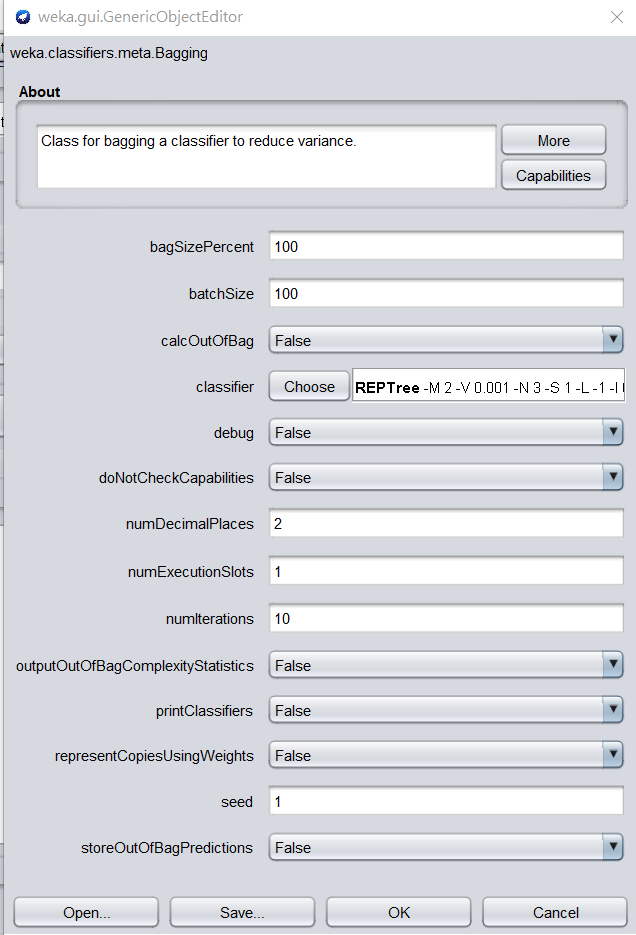 weka.gui.GenericObjectEditor
weka.classifiers.meta.Bagging
About
Class for bagging a classifier to reduce variance.
More
Capabilities
bagSizePercent 100
batchSize 100
calcOutOfBag False
classifier Choose REPTree -M 2 -V 0.001 -N 3 -S 1 -L -1 -I
debug False
doNotCheckCapabilities False
numDecimalPlaces 2
numExecutionSlots 1
numIterations 10
outputOutOfBagComplexityStatistics False
printClassifiers False
representCopiesUsingWeights False
seed 1
storeOutOfBagPredictions False
Open... Save... OK Cancel